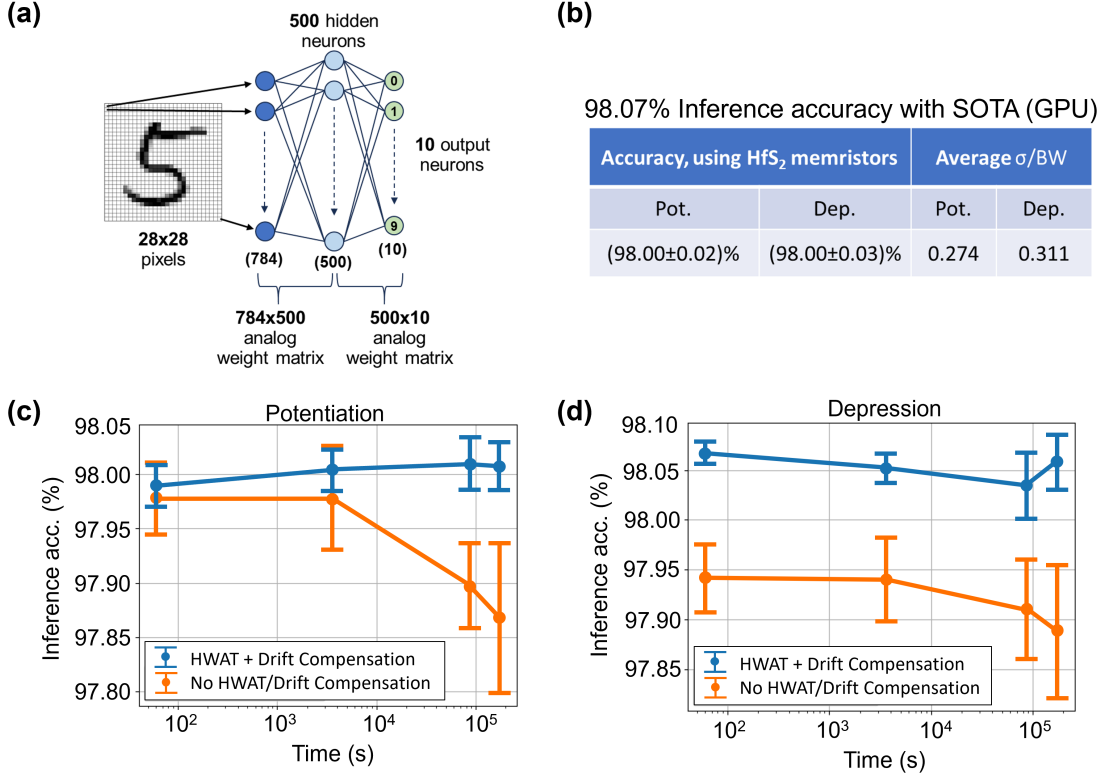 (a)
500 hidden
neurons
0
1
10 output
neurons
9
28x28
pixels
(784)
(500)
(10)
784x500
analog
weight matrix
500x10
analog
weight matrix
(b)
98.07% Inference accuracy with SOTA (GPU)
Accuracy, using HfS₂ memristors
Average σ/BW
Pot.
Dep.
Pot.
Dep.
(98.00±0.02)%
(98.00±0.03)%
0.274
0.311
(c)
Potentiation
98.05
98.00
97.95
97.90
97.85
97.80
Inference acc. (%)
HWAT + Drift Compensation
No HWAT/Drift Compensation
10²
10³
10⁴
10⁵
Time (s)
(d)
Depression
98.10
98.05
98.00
97.95
97.90
97.85
Inference acc. (%)
HWAT + Drift Compensation
No HWAT/Drift Compensation
10²
10³
10⁴
10⁵
Time (s)